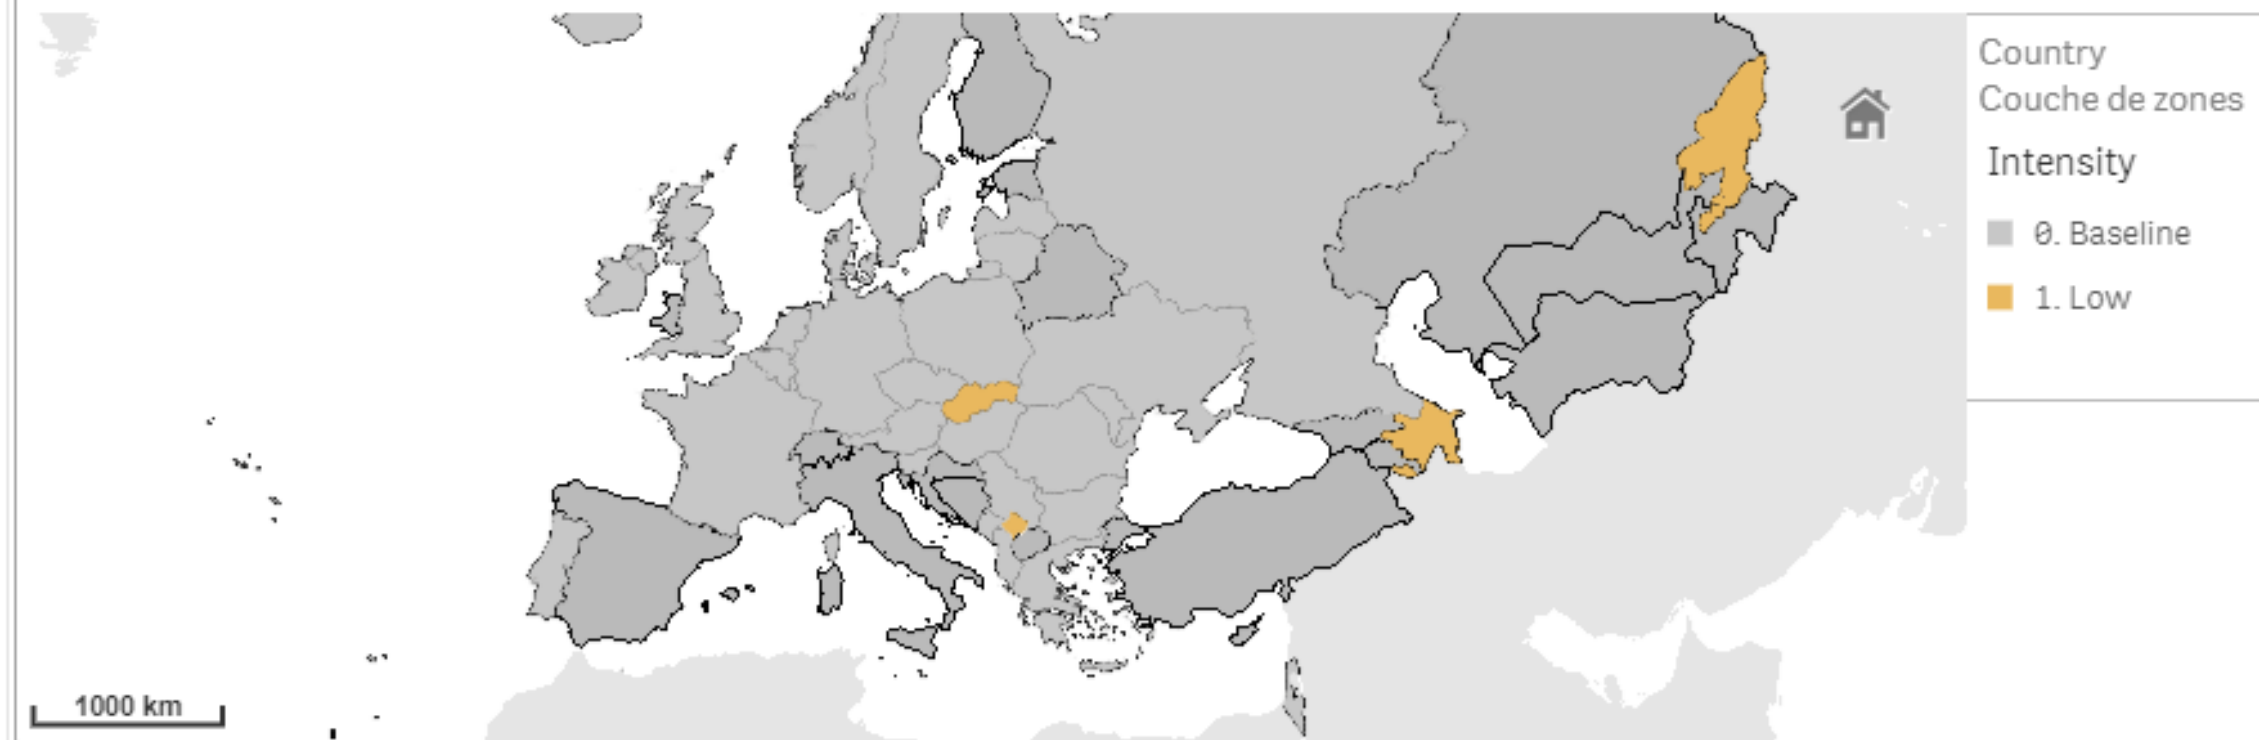 Country
Couche de zones
Intensity
0. Baseline
1. Low
1000 km